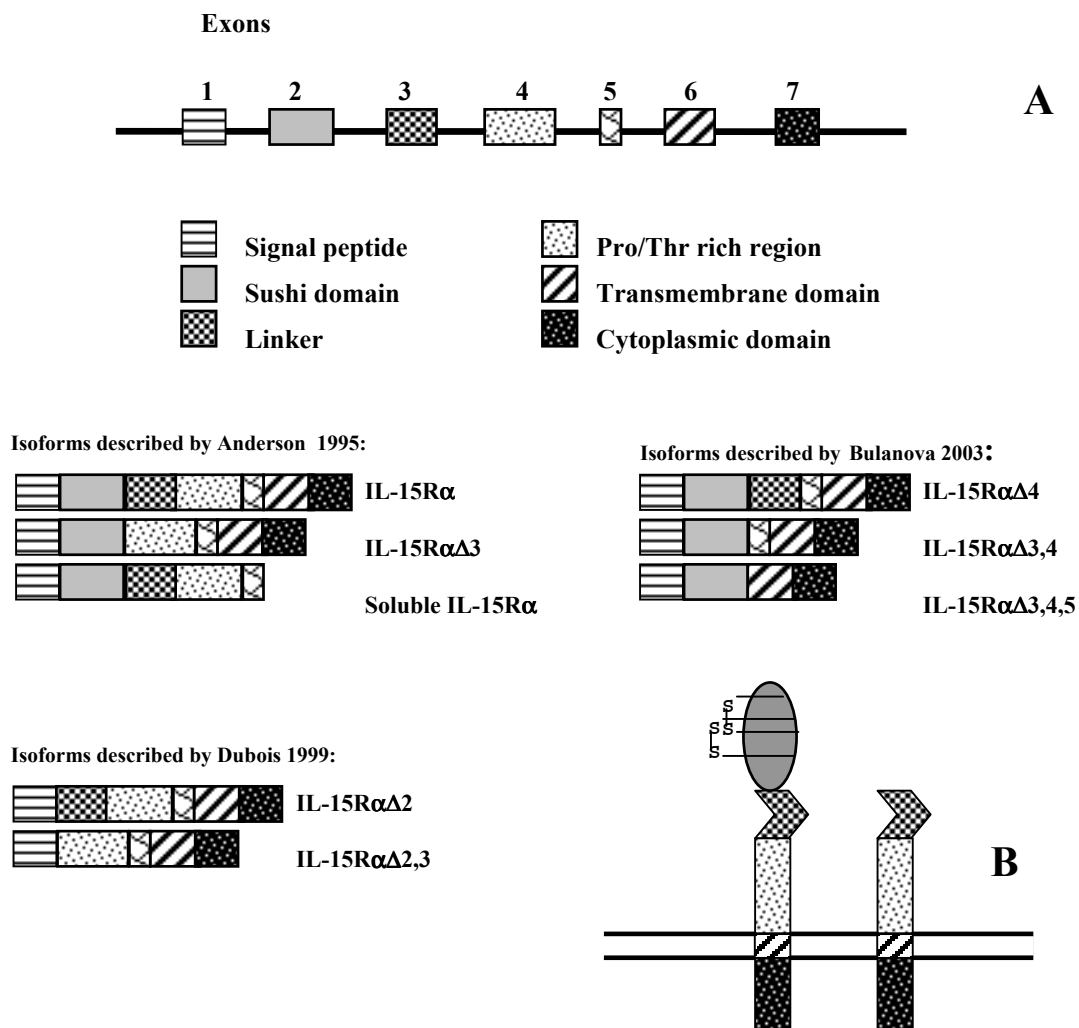 Exons
1 2 3 4 5 6 7
A
Signal peptide
Sushi domain
Linker
Pro/Thr rich region
Transmembrane domain
Cytoplasmic domain
Isoforms described by Anderson 1995:
IL-15Rα
IL-15RαΔ3
Soluble IL-15Rα
Isoforms described by Bulanova 2003:
IL-15RαΔ4
IL-15RαΔ3,4
IL-15RαΔ3,4,5
Isoforms described by Dubois 1999:
IL-15RαΔ2
IL-15RαΔ2,3
S
S S
S
B